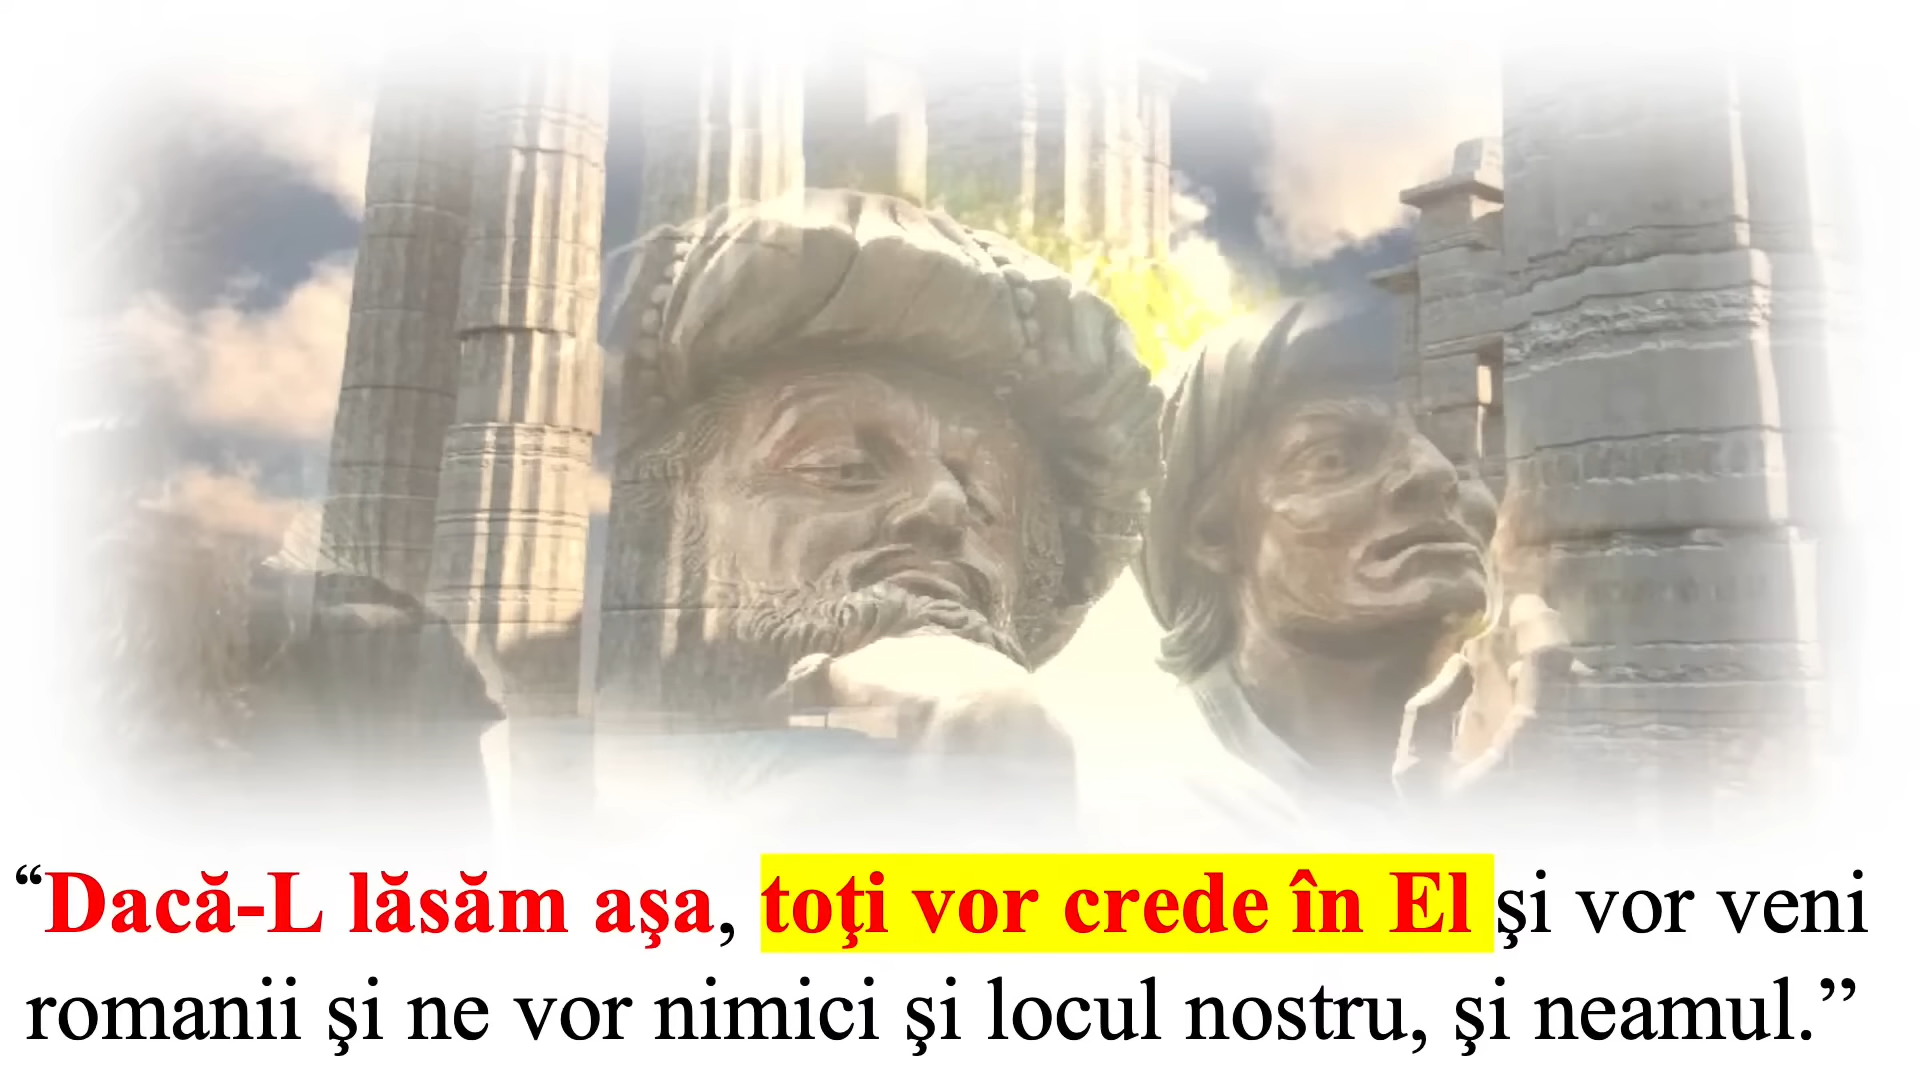 “Dacă-L lăsăm aşa, toţi vor crede în El şi vor veni
romanii şi ne vor nimici şi locul nostru, şi neamul.”